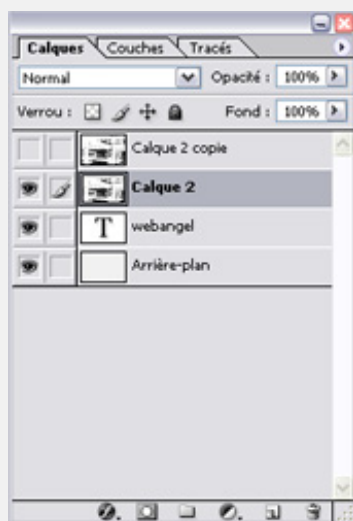 Calques Couches Tracés
Normal Opacité : 100%
Verrou : Fond : 100%
Calque 2 copie
Calque 2
T webangel
Arrière-plan